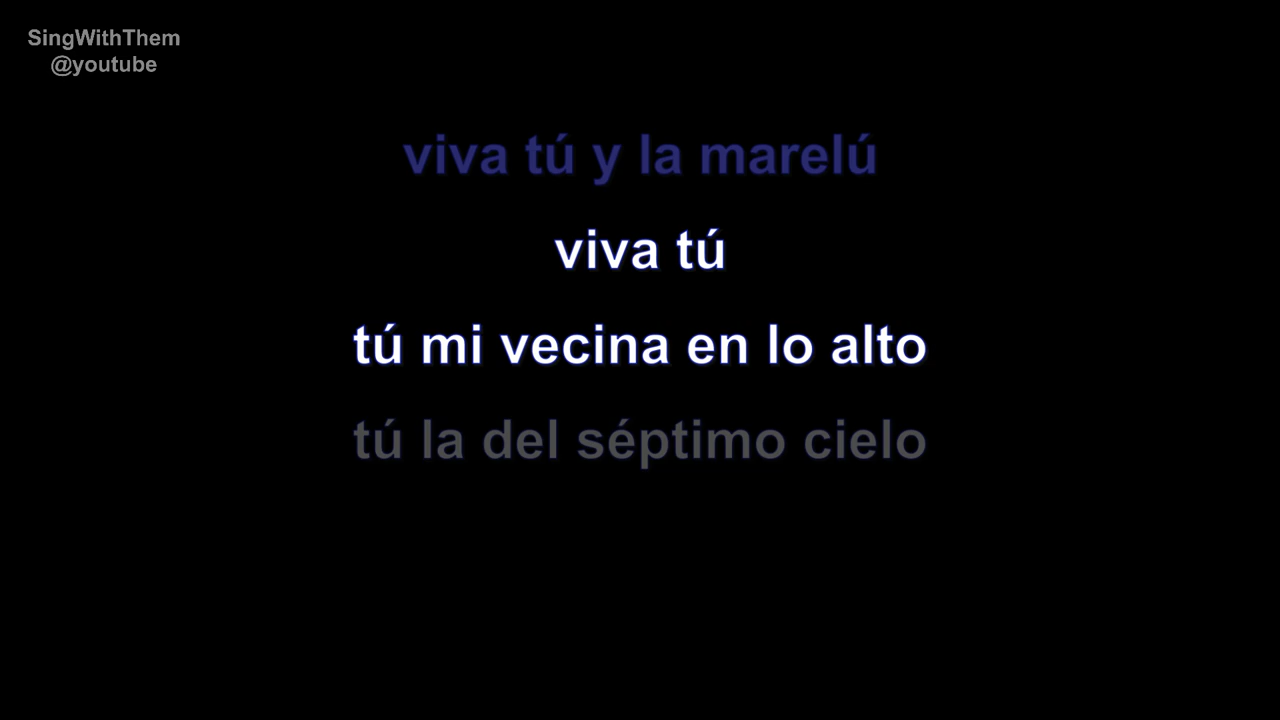 SingWithThem
@youtube
viva tú y la marelú
viva tú
tú mi vecina en lo alto
tú la del séptimo cielo